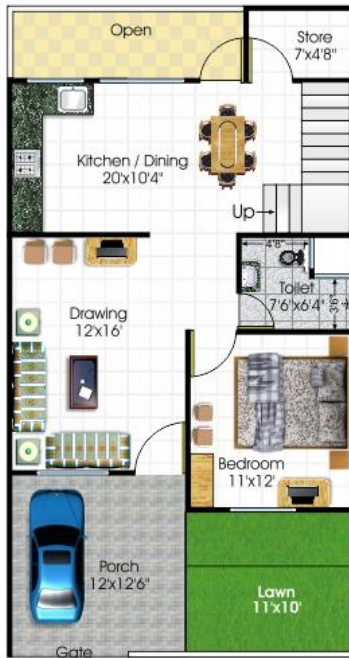 Open
Store
7'x4'8"
Kitchen / Dining
20'x10'4"
Up
4'8"
Toilet
7'6"x6'4"
3'6"
Drawing
12'x16'
Bedroom
11'x12'
Porch
12'x12'6"
Lawn
11'x10'
Gate